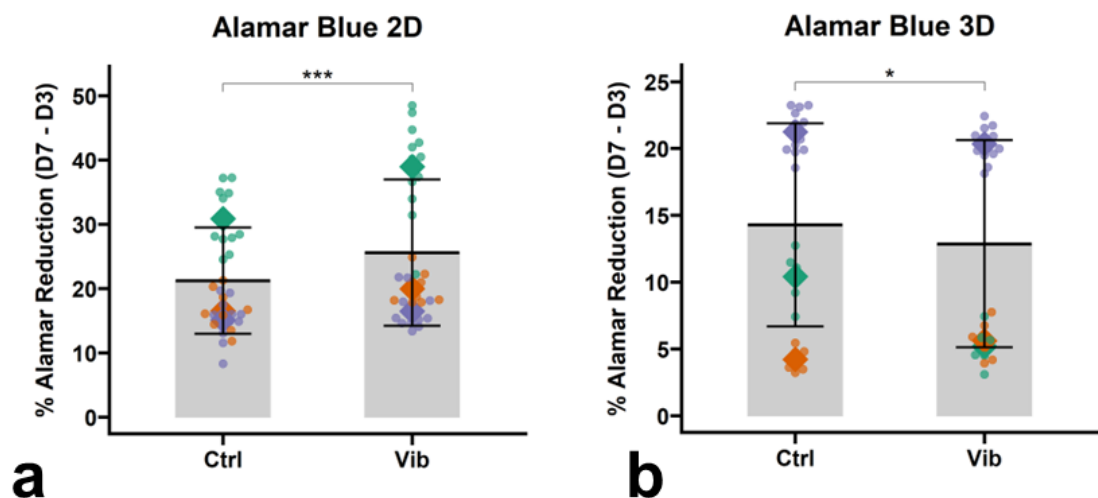 Alamar Blue 2D
% Alamar Reduction (D7 - D3)
50
40
30
20
10
0
***
Ctrl
Vib
a
Alamar Blue 3D
% Alamar Reduction (D7 - D3)
25
20
15
10
5
0
*
Ctrl
Vib
b